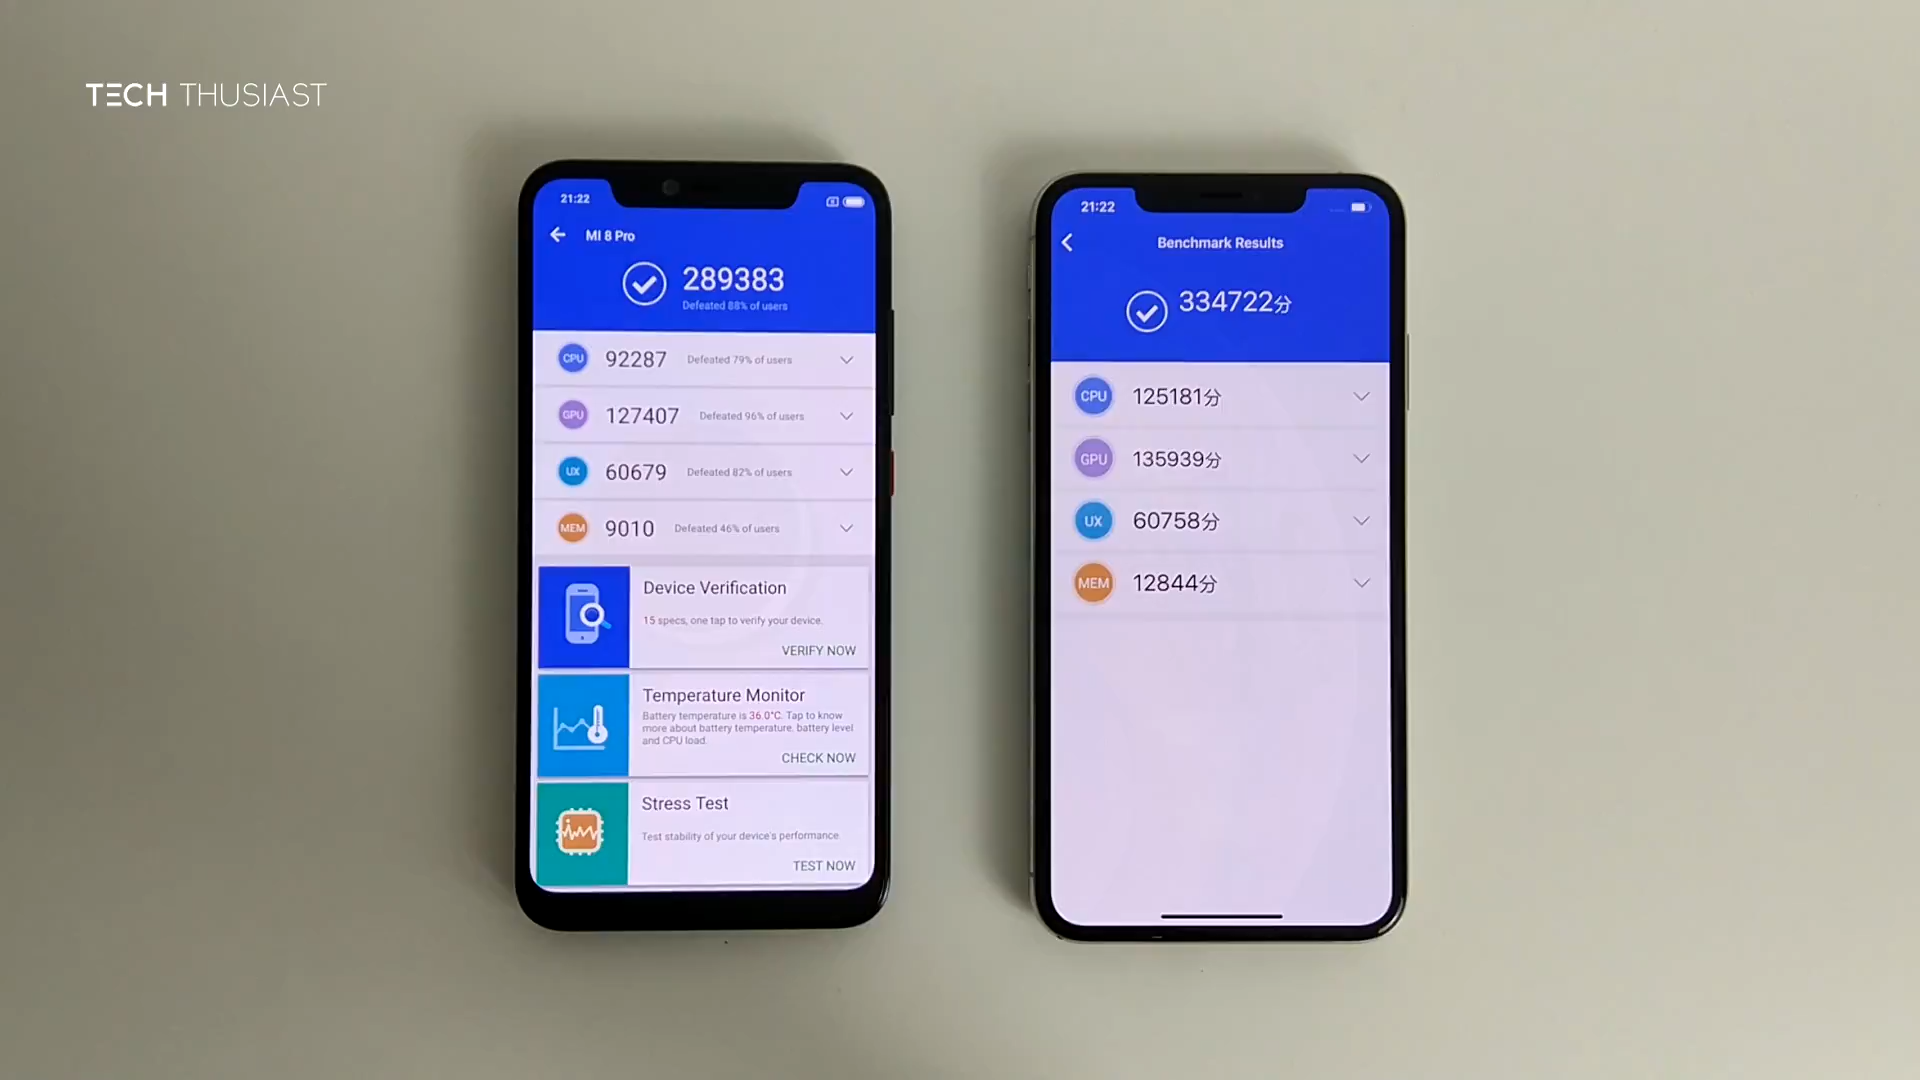 TECH THUSIAST
21:22
MI 8 Pro
289383
Defeated 88% of users
CPU 92287 Defeated 79% of users
GPU 127407 Defeated 96% of users
UX 60679 Defeated 82% of users
MEM 9010 Defeated 46% of users
Device Verification
15 specs, one tap to verify your device.
VERIFY NOW
Temperature Monitor
Battery temperature is 36.0°C. Tap to know
more about battery temperature, battery level
and CPU load.
CHECK NOW
Stress Test
Test stability of your device's performance.
TEST NOW
21:22
Benchmark Results
334722分
CPU 125181分
GPU 135939分
UX 60758分
MEM 12844分